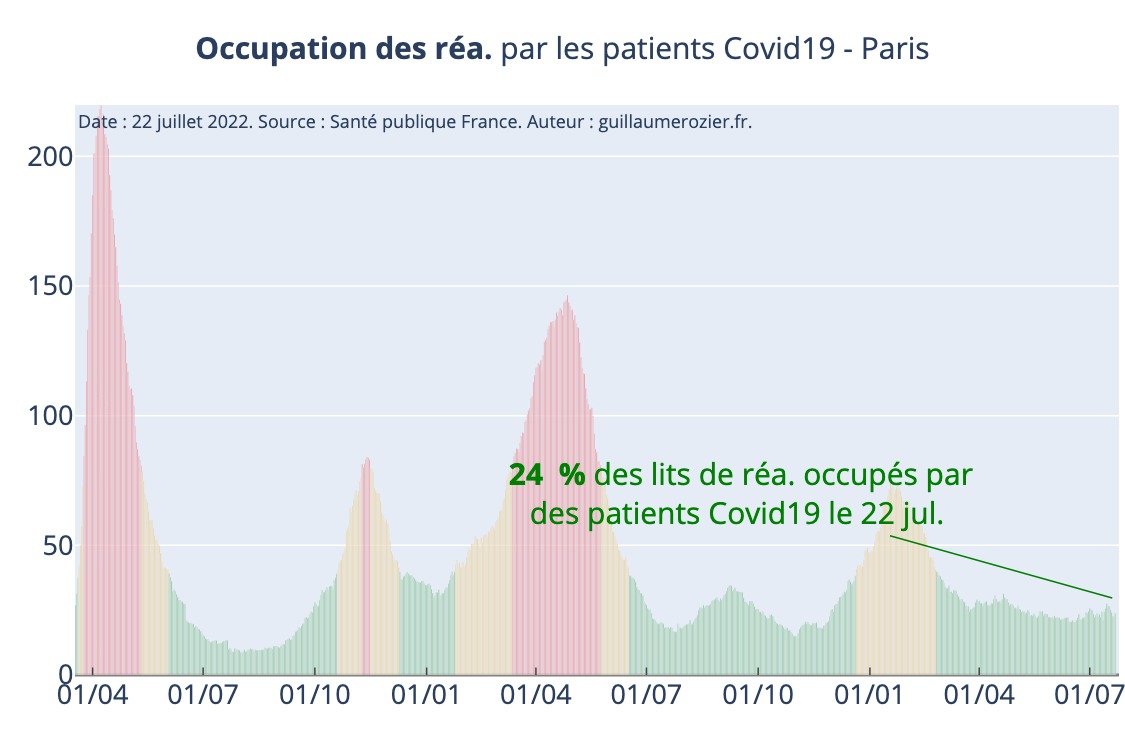 Occupation des réa. par les patients Covid19 - Paris
Date : 22 juillet 2022. Source : Santé publique France. Auteur : guillaumerozier.fr.
200
150
100
24 % des lits de réa. occupés par
des patients Covid19 le 22 jul.
50
0
01/04 01/07 01/10 01/01 01/04 01/07 01/10 01/01 01/04 01/07